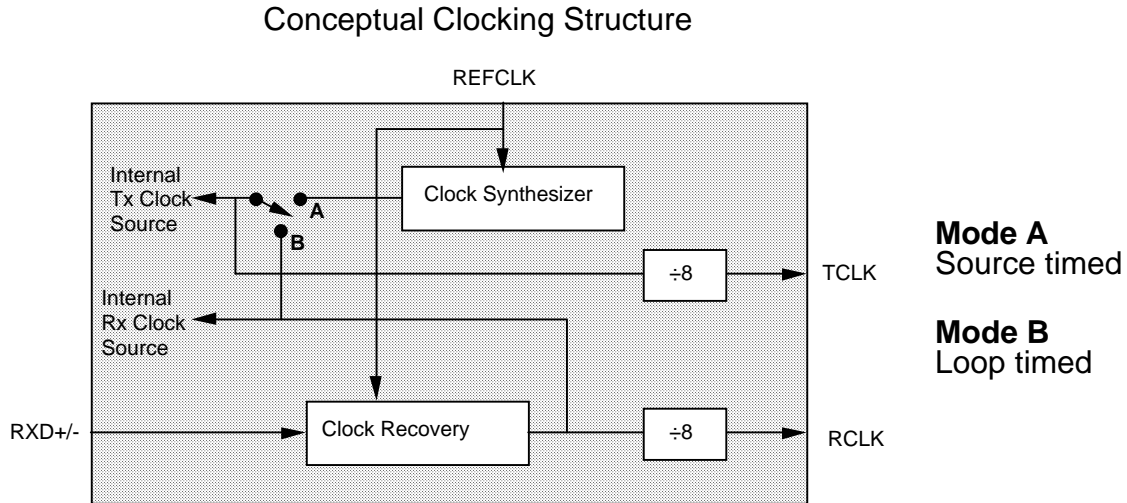 Conceptual Clocking Structure
REFCLK
Internal
Tx Clock
Source
A
B
Clock Synthesizer
÷8
TCLK
Internal
Rx Clock
Source
RXD+/-
Clock Recovery
÷8
RCLK
Mode A
Source timed
Mode B
Loop timed